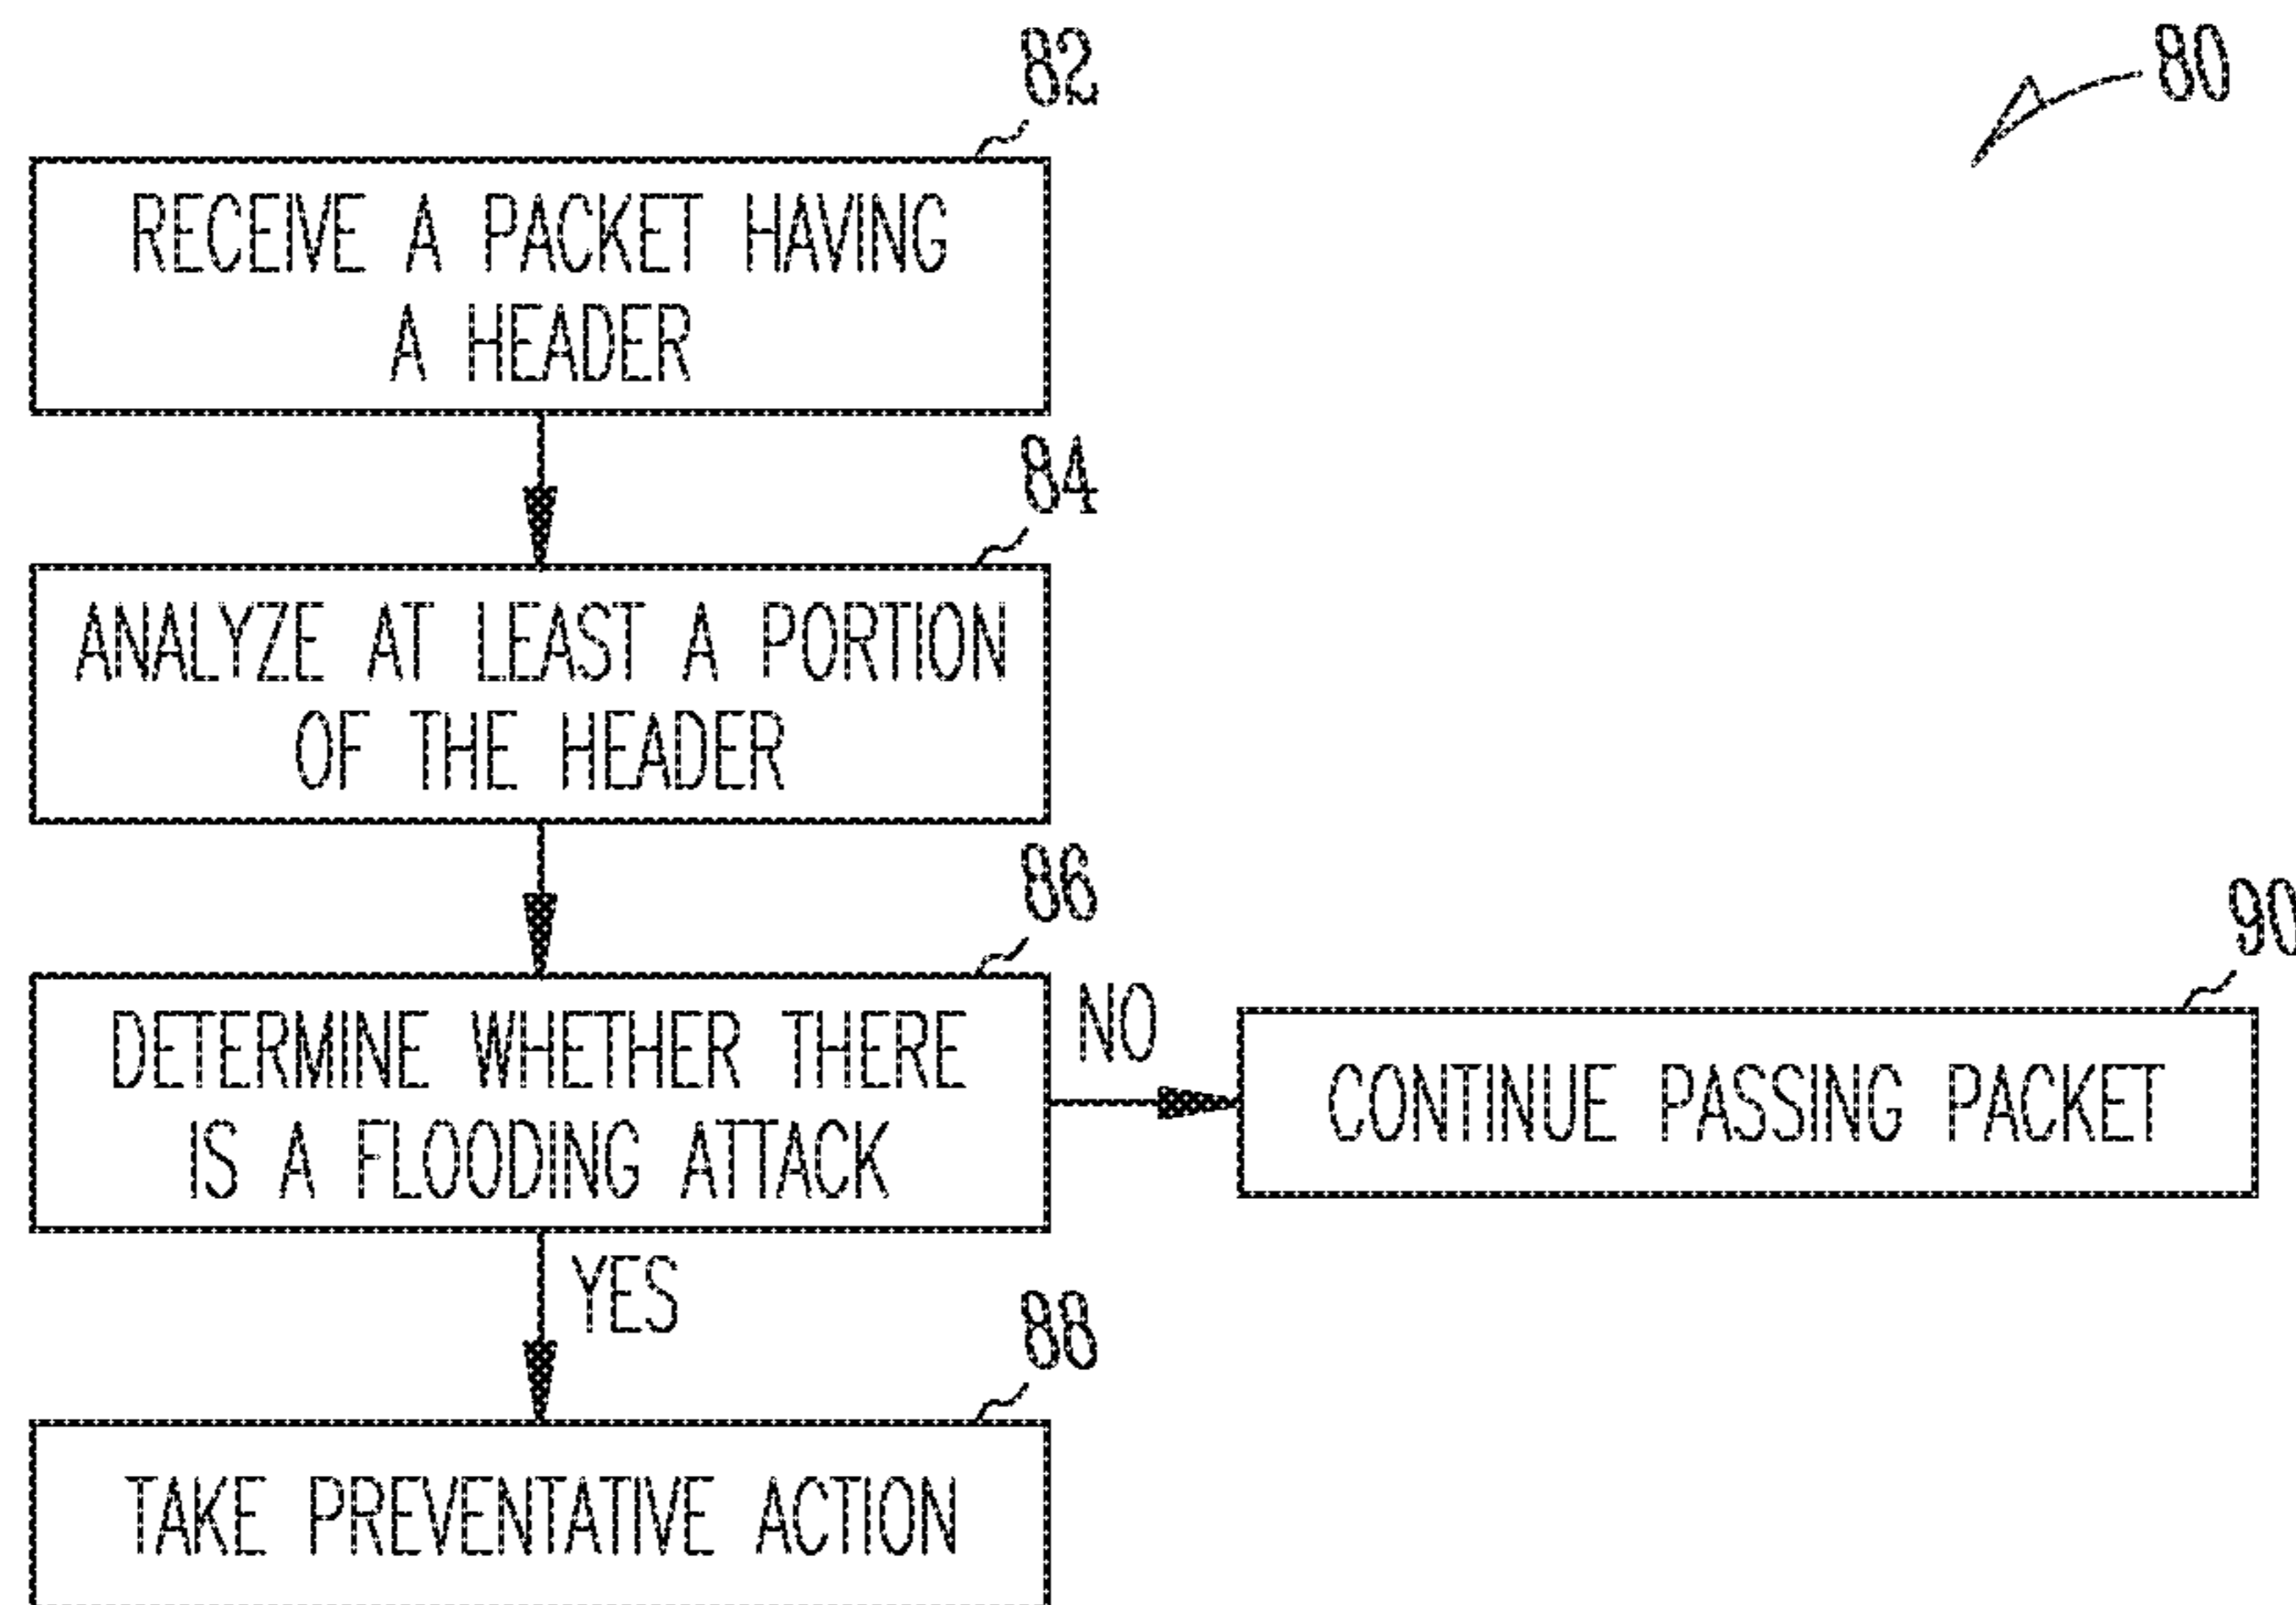 80
82
RECEIVE A PACKET HAVING
A HEADER
84
ANALYZE AT LEAST A PORTION
OF THE HEADER
86
DETERMINE WHETHER THERE
IS A FLOODING ATTACK
NO
90
CONTINUE PASSING PACKET
YES
88
TAKE PREVENTATIVE ACTION